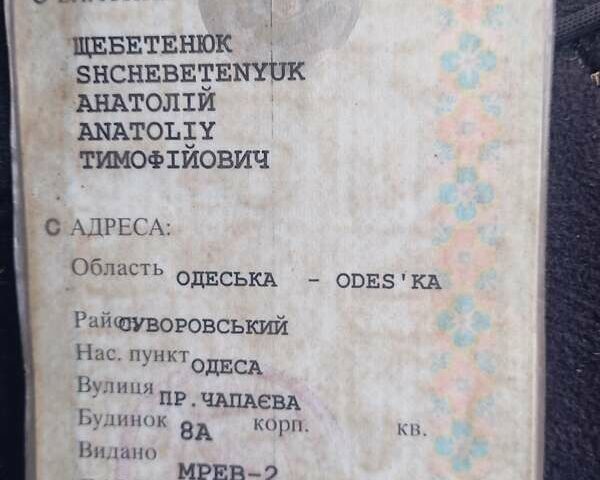 ЩЕБЕТЕНЮК
SHCHEBETENYUK
АНАТОЛІЙ
ANATOLIY
ТИМОФІЙОВИЧ
С АДРЕСА:
Область ОДЕСЬКА - ODES'KA
Район СУВОРОВСЬКИЙ
Нас. пункт ОДЕСА
Вулиця ПР.ЧАПАЄВА
Будинок 8А корп. кв.
Видано МРЕВ-2